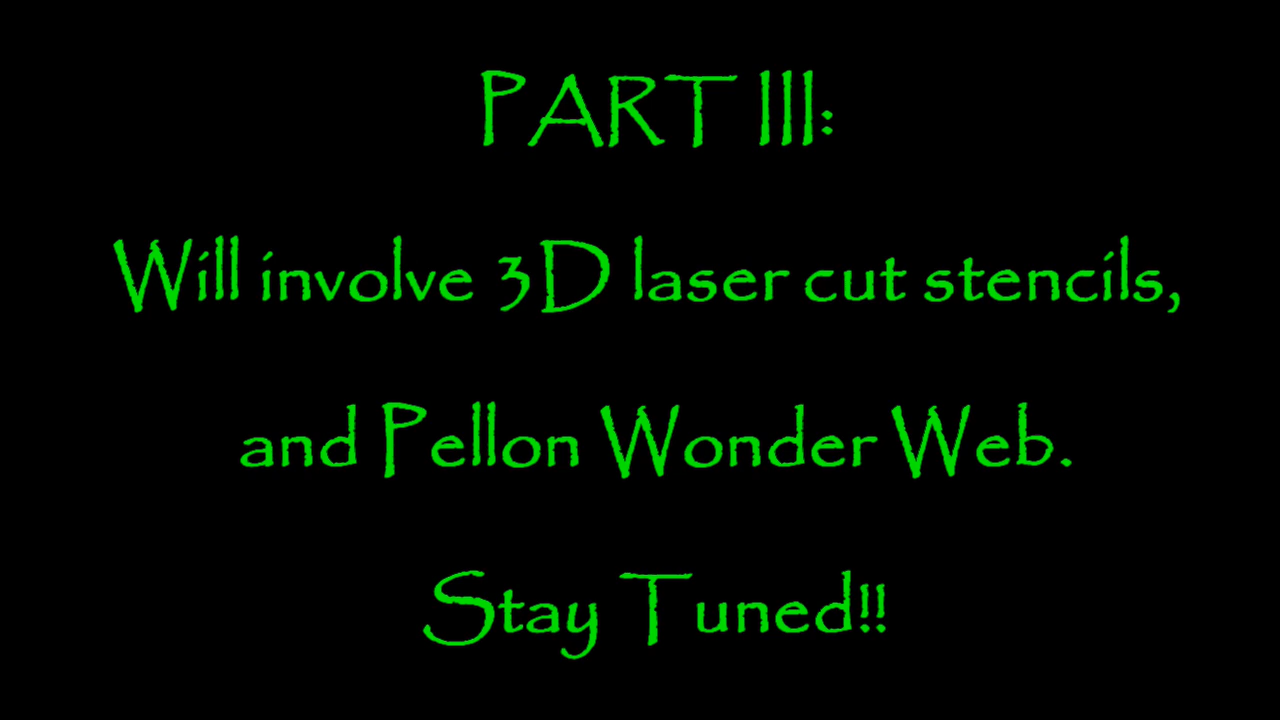 PART III:
Will involve 3D laser cut stencils,
and Pellon Wonder Web.
Stay Tuned!!